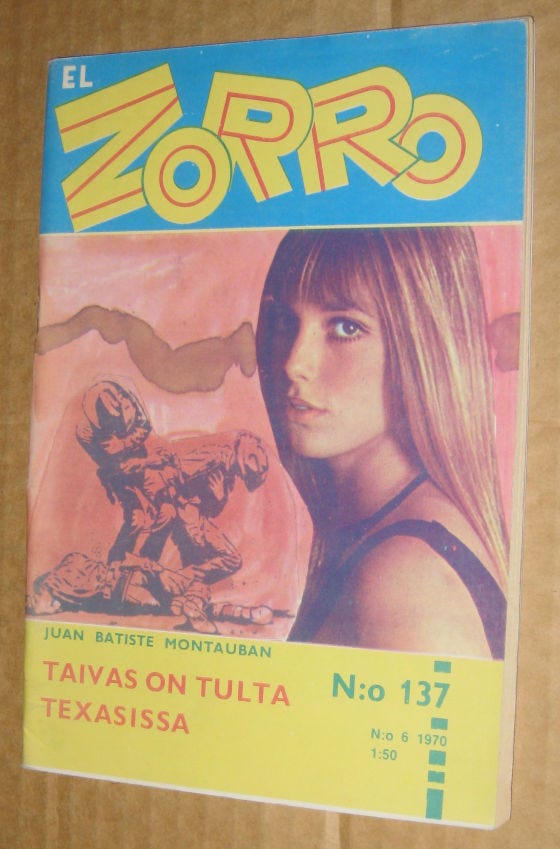 EL
ZORRO
JUAN BATISTE MONTAUBAN
TAIVAS ON TULTA
TEXASISSA
N:o 137
N:o 6 1970
1:50